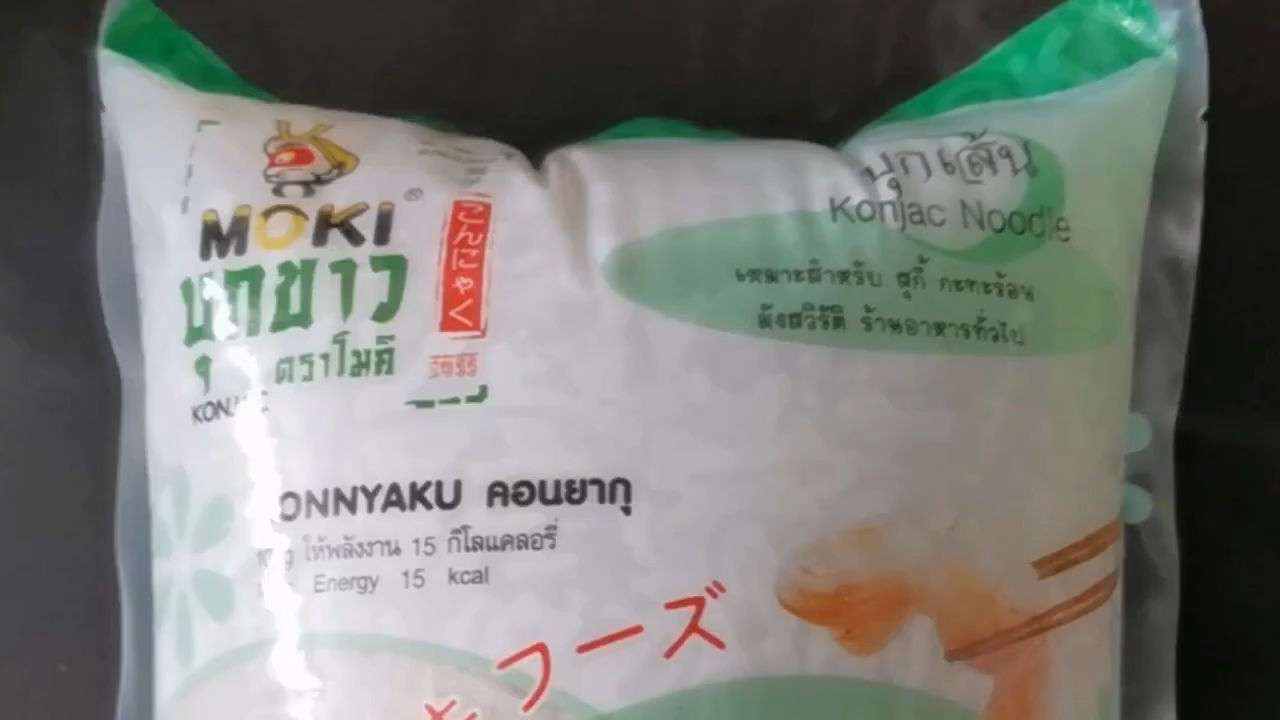 MOKI®
บุกขาว
ตราโมคิ
こんにゃく
บุกเส้น
Konjac Noodle
เหมาะสำหรับ สุกี้ กะทะร้อน
มังสวิรัติ ร้านอาหารทั่วไป
ONNYAKU คอนยากุ
g ให้พลังงาน 15 กิโลแคลอรี่
Energy 15 kcal
フーズ